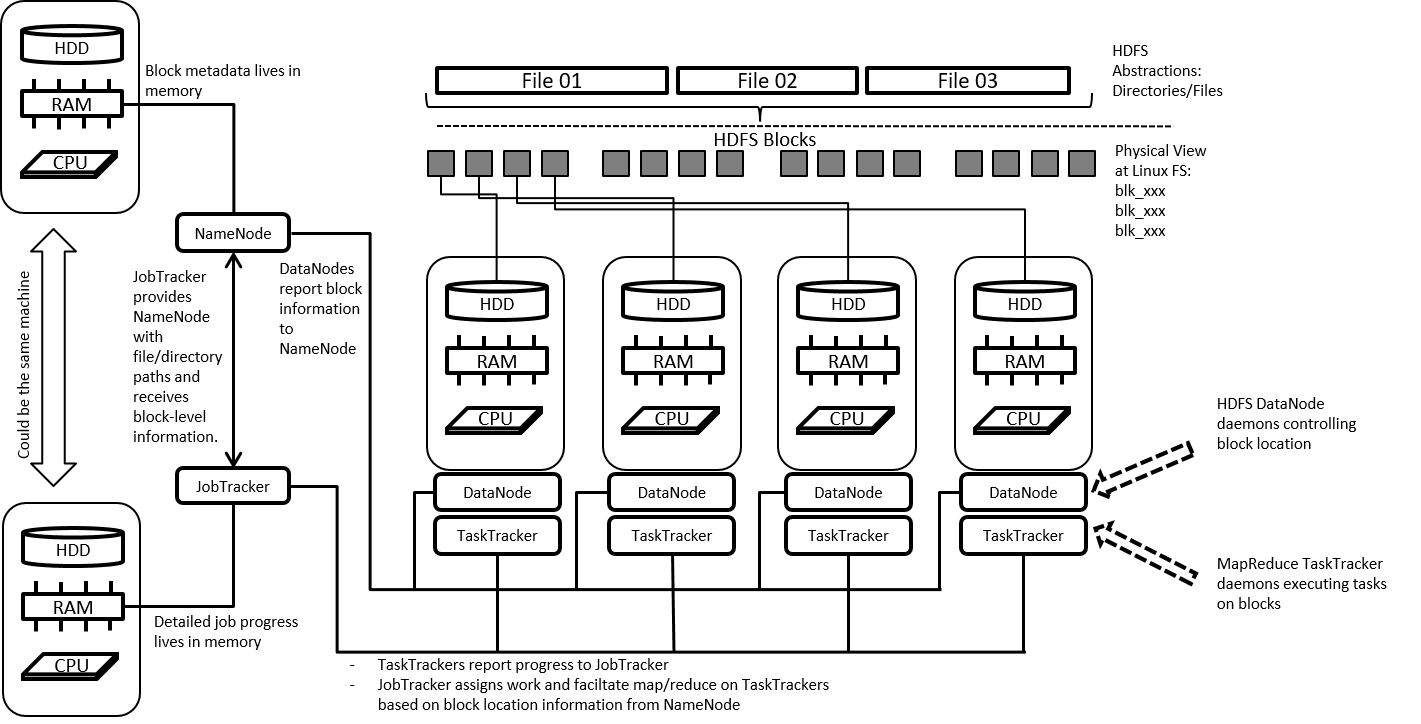 HDD
RAM
CPU
Block metadata lives in
memory
File 01
File 02
File 03
HDFS
Abstractions:
Directories/Files
HDFS Blocks
Physical View
at Linux FS:
blk_xxx
blk_xxx
blk_xxx
NameNode
Could be the same machine
JobTracker
provides
NameNode
with
file/directory
paths and
receives
block-level
information.
DataNodes
report block
information
to
NameNode
HDD
RAM
CPU
HDD
RAM
CPU
HDD
RAM
CPU
HDD
RAM
CPU
HDFS DataNode
daemons controlling
block location
JobTracker
DataNode
TaskTracker
DataNode
TaskTracker
DataNode
TaskTracker
DataNode
TaskTracker
MapReduce TaskTracker
daemons executing tasks
on blocks
HDD
RAM
CPU
Detailed job progress
lives in memory
- TaskTrackers report progress to JobTracker
- JobTracker assigns work and faciltate map/reduce on TaskTrackers
based on block location information from NameNode